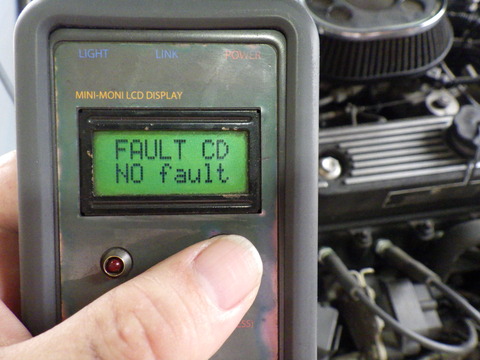 LIGHT LINK POWER
MINI-MONI LCD DISPLAY
FAULT CD
NO fault